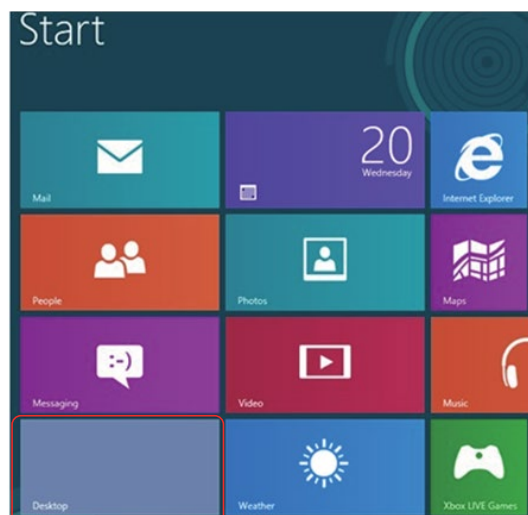 Start
20
Wednesday
Mail
Internet Explorer
People
Photos
Maps
:-)
Messaging
Video
Music
Desktop
Weather
Xbox LIVE Games